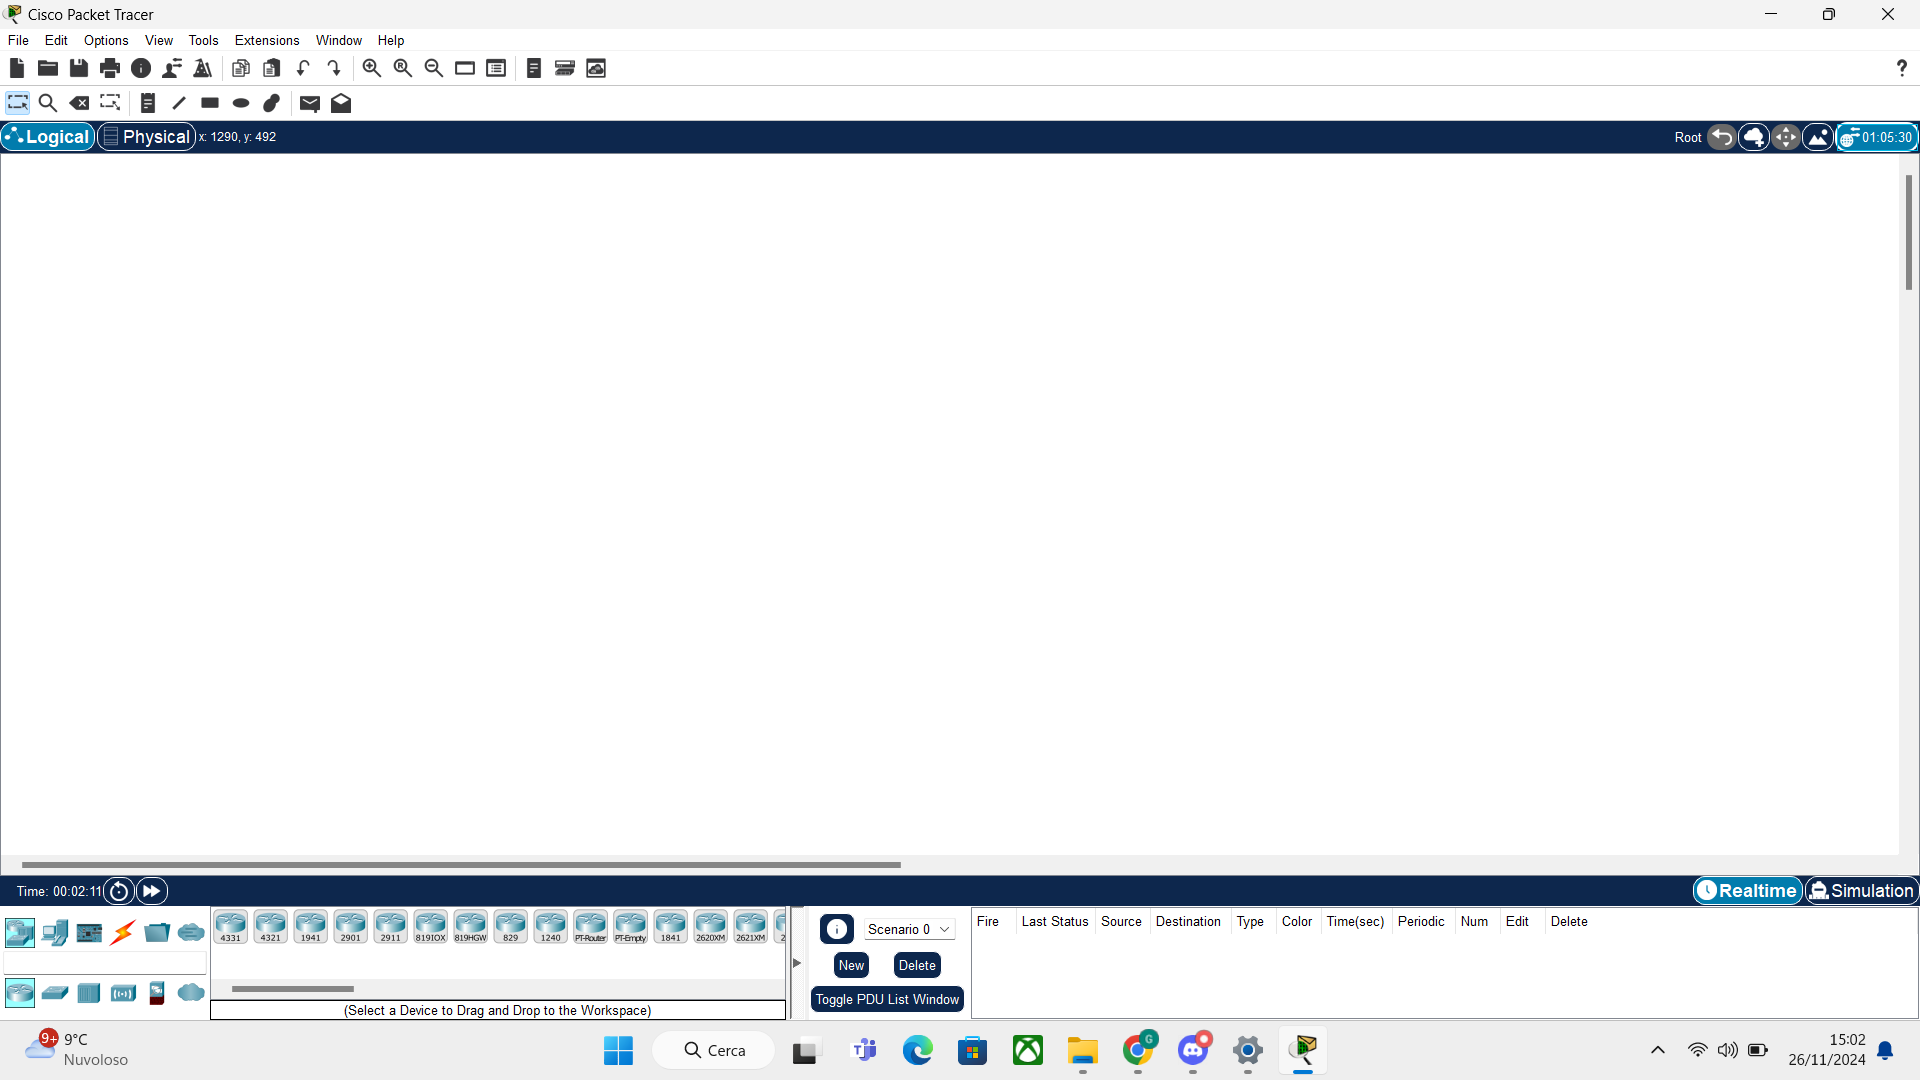 Cisco Packet Tracer
File Edit Options View Tools Extensions Window Help
Logical Physical x: 1290, y: 492 Root 01:05:30
Time: 00:02:11 Realtime Simulation
4331 4321 1941 2901 2911 819IOX 819HGW 829 1240 PT-Router PT-Empty 1841 2620XM 2621XM 2
Scenario 0
New Delete
Toggle PDU List Window
Fire Last Status Source Destination Type Color Time(sec) Periodic Num Edit Delete
(Select a Device to Drag and Drop to the Workspace)
9+ 9°C
Nuvoloso
Cerca
G
15:02
26/11/2024